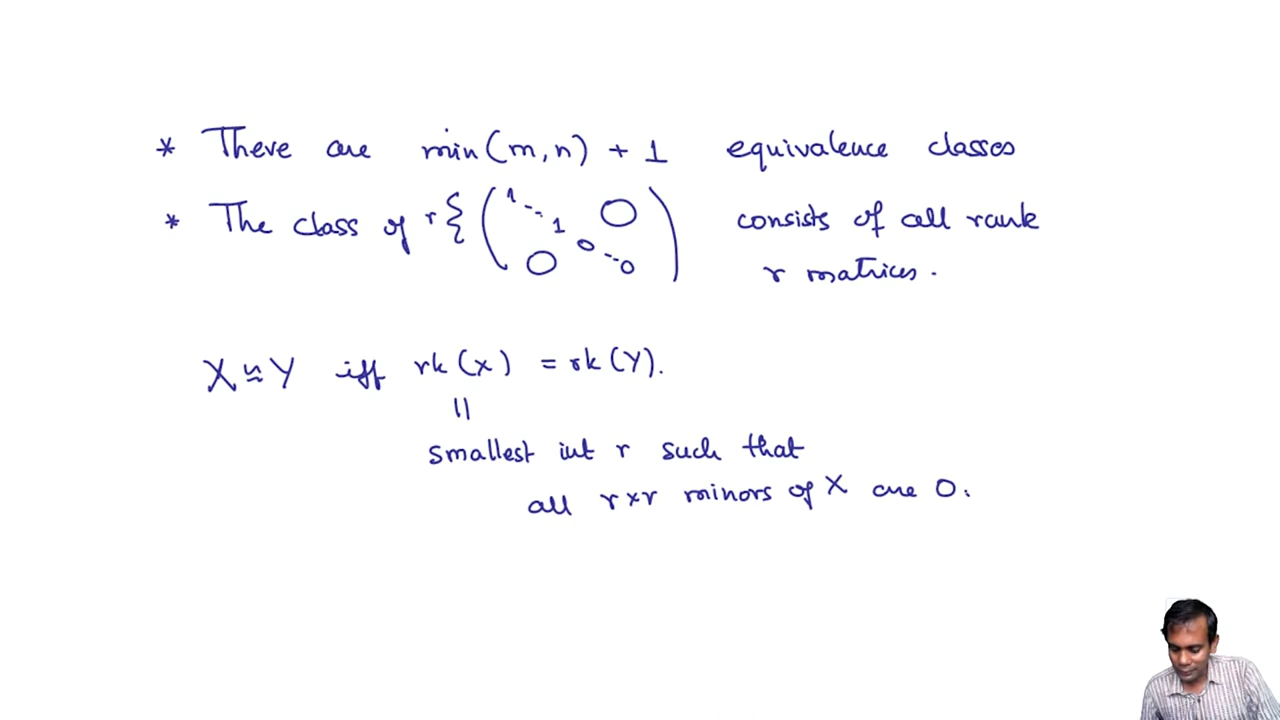 * There are min(m,n) + 1 equivalence classes
* The class of r{ ( 1 ... 1 0 0 0 ... 0 ) consists of all rank
r matrices.
X ≈ Y iff rk(X) = rk(Y).
||
smallest int r such that
all r×r minors of X are 0.